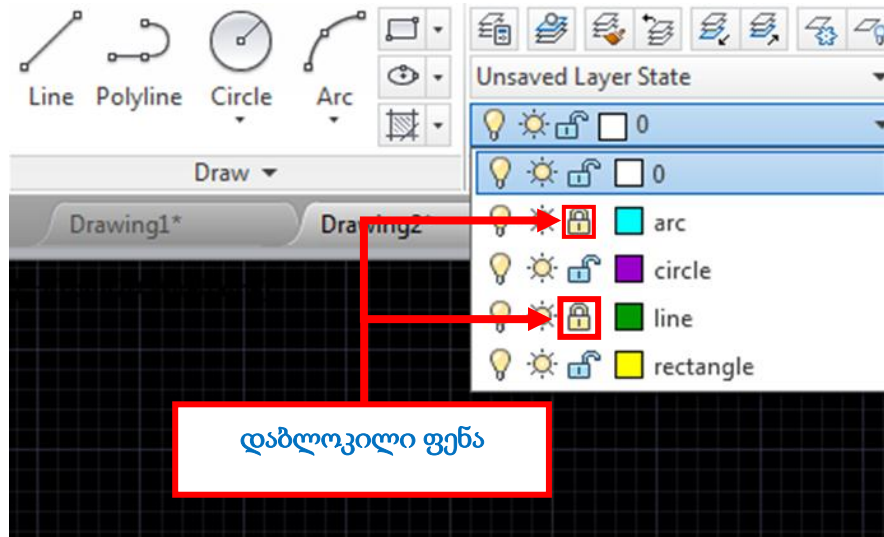 Line Polyline Circle Arc
Draw
Unsaved Layer State
0
0
arc
circle
line
rectangle
Drawing1*
Drawing2
დაბლოკილი ფენა